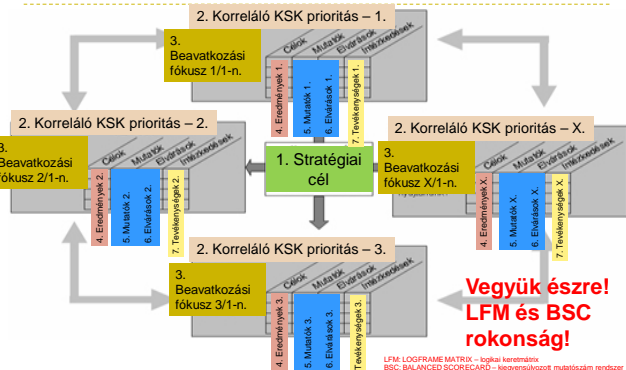 2. Korreláló KSK prioritás – 1.
3.
Beavatkozási
fókusz 1/1-n.
Célok
Mutatók
Elvárások
Intézkedések
4. Eredmények 1.
5. Mutatók 1.
6. Elvárások 1.
7. Tevékenységek 1.
2. Korreláló KSK prioritás – 2.
3.
Beavatkozási
fókusz 2/1-n.
Célok
Mutatók
Elvárások
Intézkedések
4. Eredmények 2.
5. Mutatók 2.
6. Elvárások 2.
7. Tevékenységek 2.
1. Stratégiai
cél
2. Korreláló KSK prioritás – X.
3.
Beavatkozási
fókusz X/1-n.
Célok
Mutatók
Elvárások
Intézkedések
4. Eredmények X.
5. Mutatók X.
6. Elvárások X.
7. Tevékenységek X.
2. Korreláló KSK prioritás – 3.
3.
Beavatkozási
fókusz 3/1-n.
Célok
Mutatók
Elvárások
Intézkedések
4. Eredmények 3.
5. Mutatók 3.
6. Elvárások 3.
7. Tevékenységek 3.
Vegyük észre!
LFM és BSC
rokonság!
LFM: LOGFRAME MATRIX – logikai keretmátrix
BSC: BALANCED SCORECARD – kiegyensúlyozott mutatószám rendszer